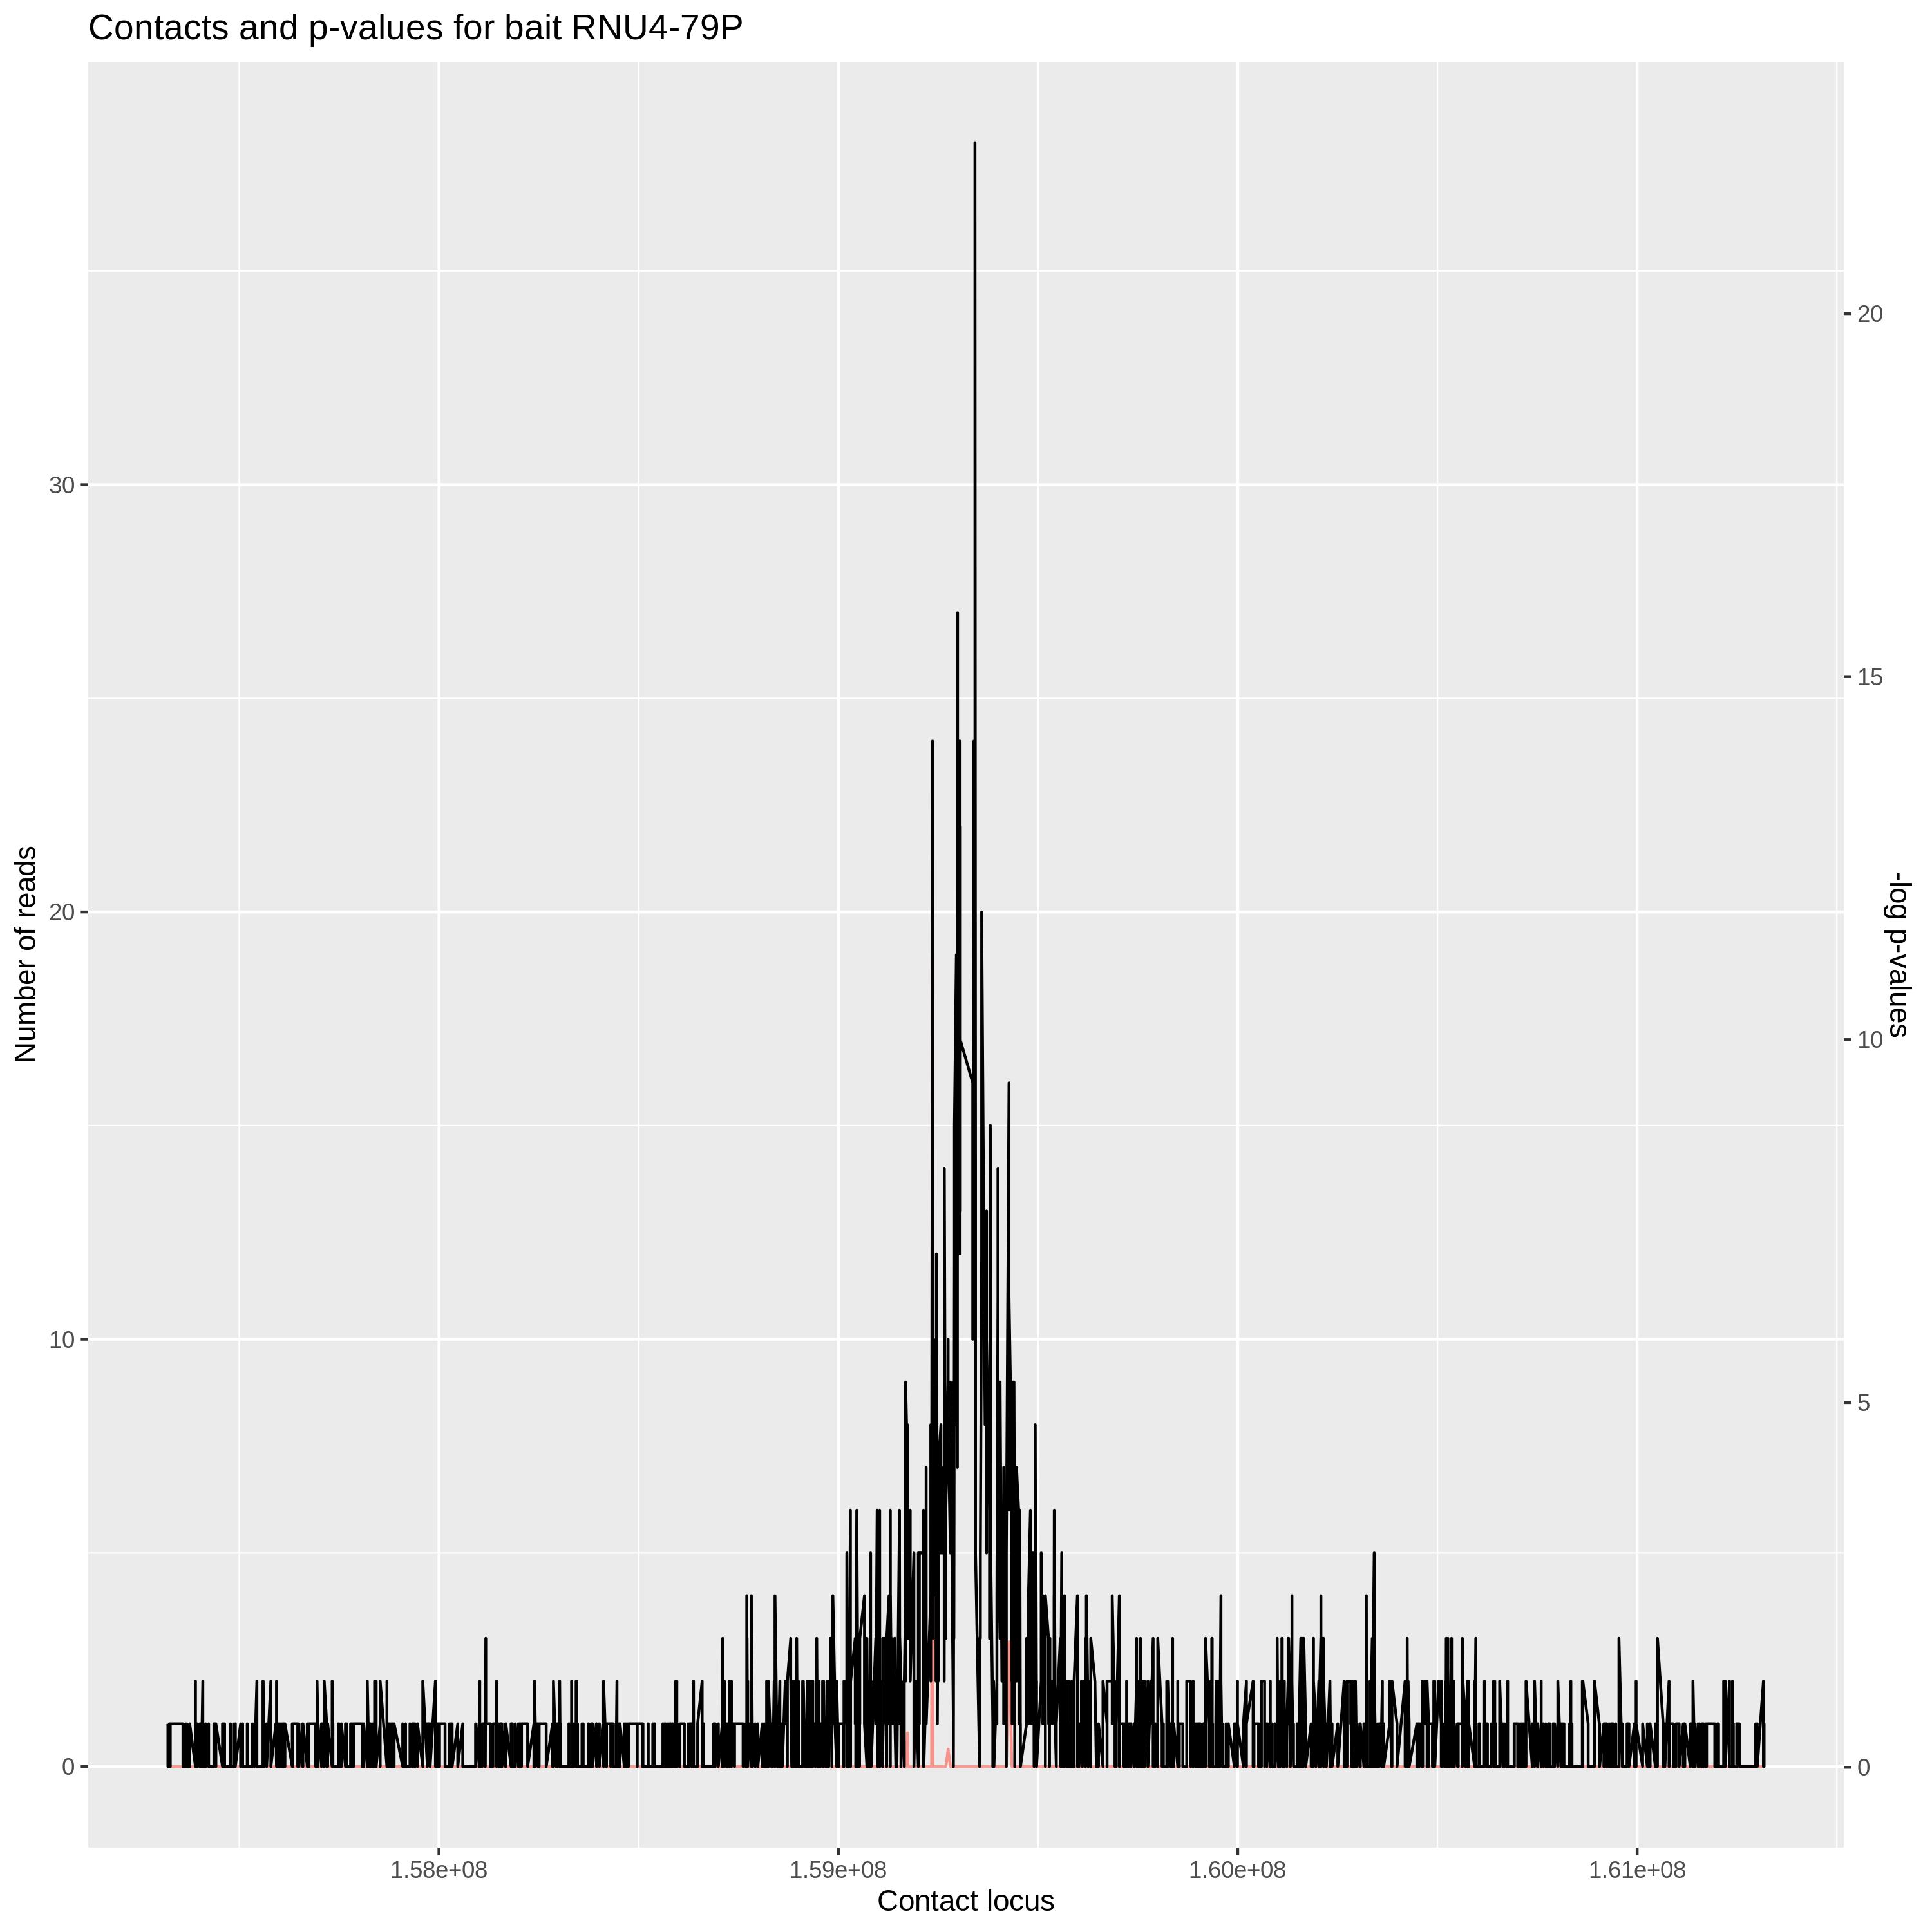 Contacts and p-values for bait RNU4-79P
30
20
10
0
Number of reads
20
15
10
5
0
-log p-values
1.58e+08
1.59e+08
1.60e+08
1.61e+08
Contact locus